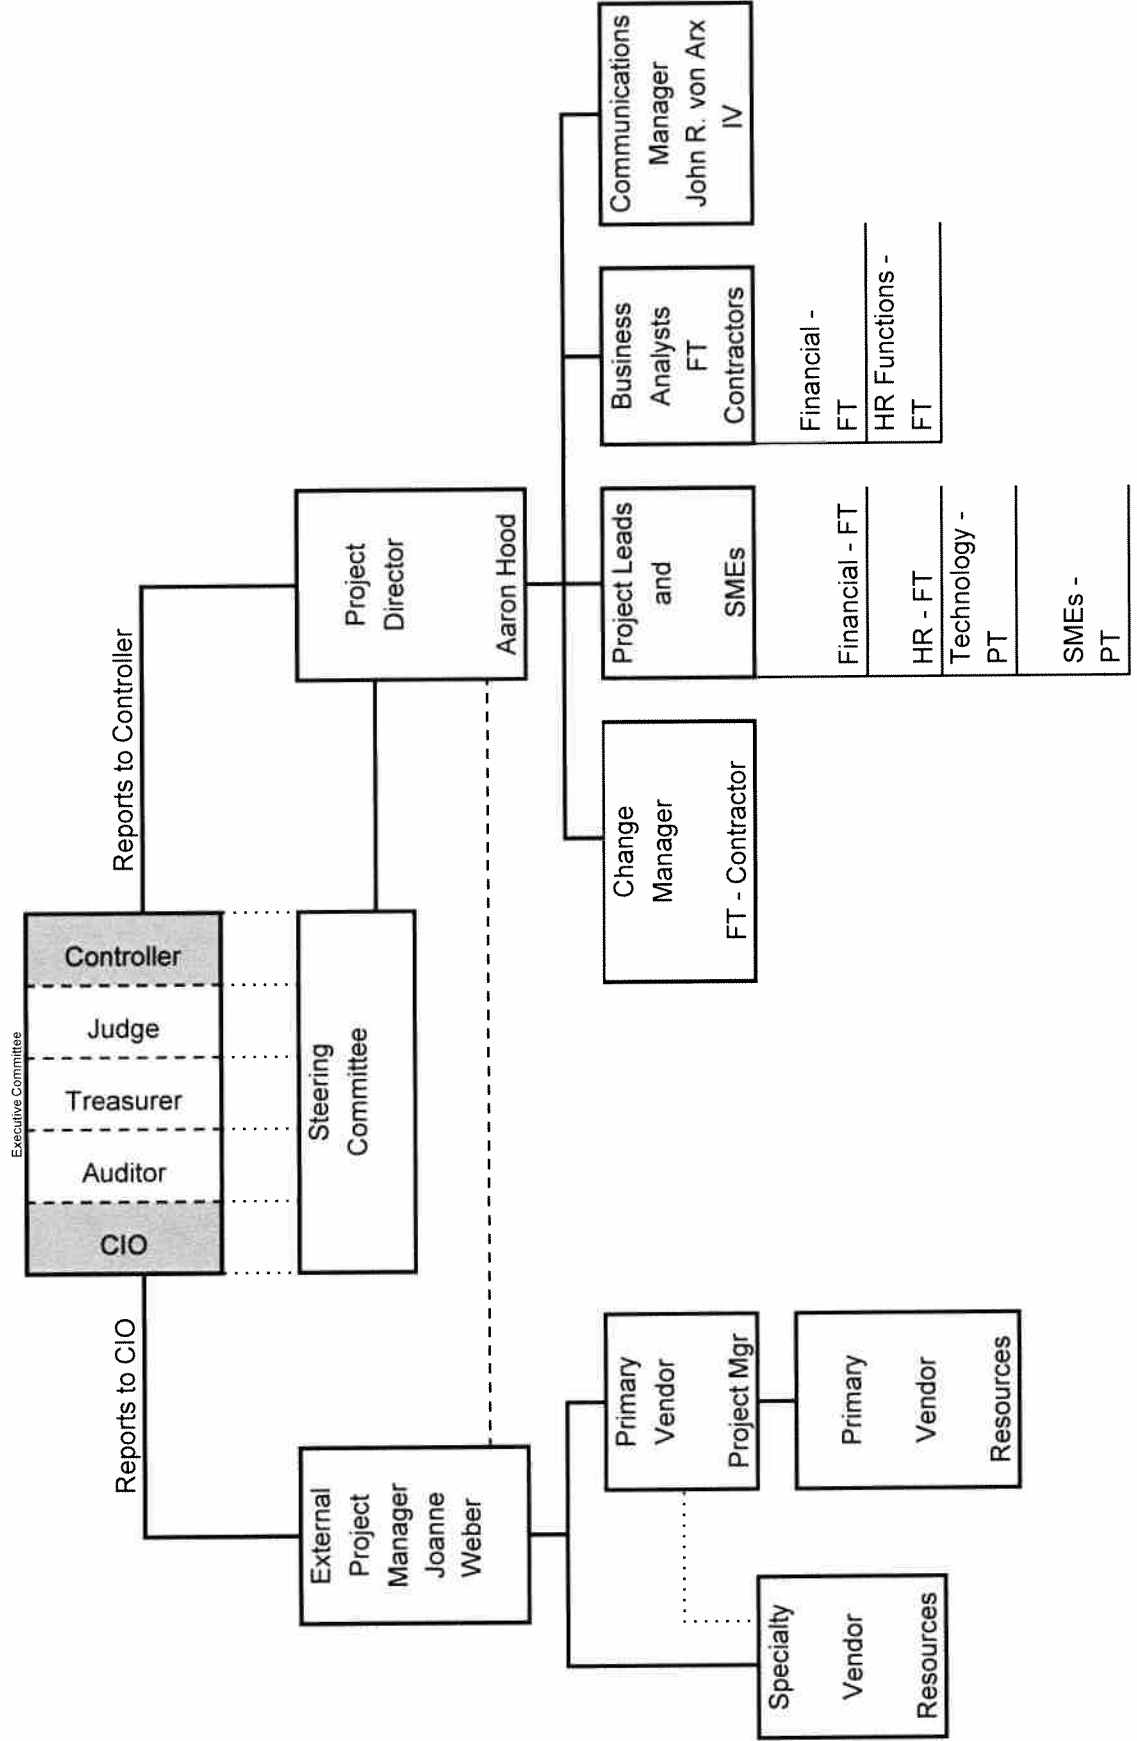 Executive Committee
CIO
Auditor
Treasurer
Judge
Controller
Reports to CIO
Reports to Controller
Steering
Committee
External
Project
Manager
Joanne
Weber
Project
Director
Aaron Hood
Primary
Vendor
Project Mgr
Primary
Vendor
Resources
Specialty
Vendor
Resources
Change
Manager
FT - Contractor
Project Leads
and
SMEs
Financial - FT
HR - FT
Technology -
PT
SMEs -
PT
Business
Analysts
FT
Contractors
Financial -
FT
HR Functions -
FT
Communications
Manager
John R. von Arx
IV